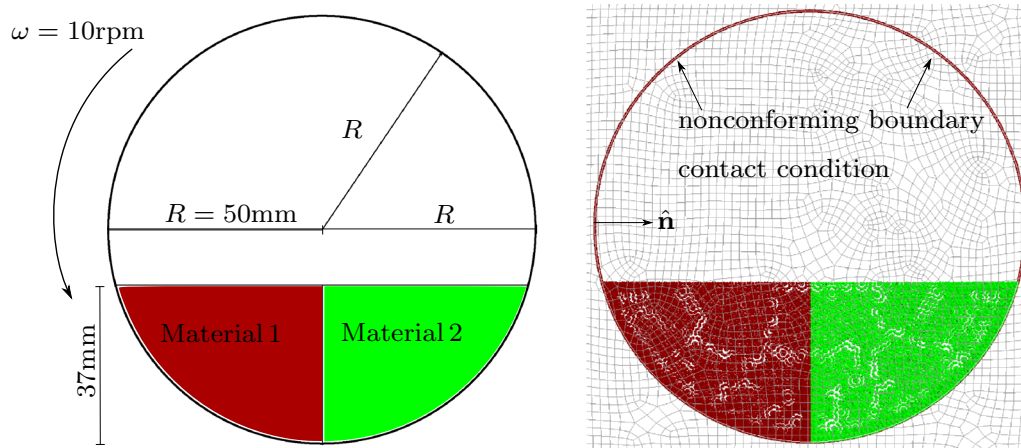 ω = 10rpm
R
R = 50mm
R
37mm
Material 1
Material 2
nonconforming boundary
contact condition
n̂